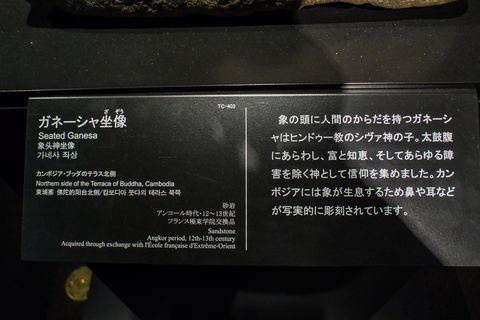 TC-403
ざ ぞう
ガネーシャ坐像
Seated Ganesa
象头神坐像
가네샤 좌상
カンボジア・ブッダのテラス北側
Northern side of the Terrace of Buddha, Cambodia
柬埔寨 佛陀的阳台北侧/캄보디아 붓다의 테라스 북쪽
砂岩
アンコール時代・12～13世紀
フランス極東学院交換品
Sandstone
Angkor period, 12th-13th century
Acquired through exchange with l'École française d'Extrême-Orient
象の頭に人間のからだを持つガネーシ
ャはヒンドゥー教のシヴァ神の子。太鼓腹
にあらわし、富と知恵、そしてあらゆる障
害を除く神として信仰を集めました。カン
ボジアには象が生息するため鼻や耳など
が写実的に彫刻されています。